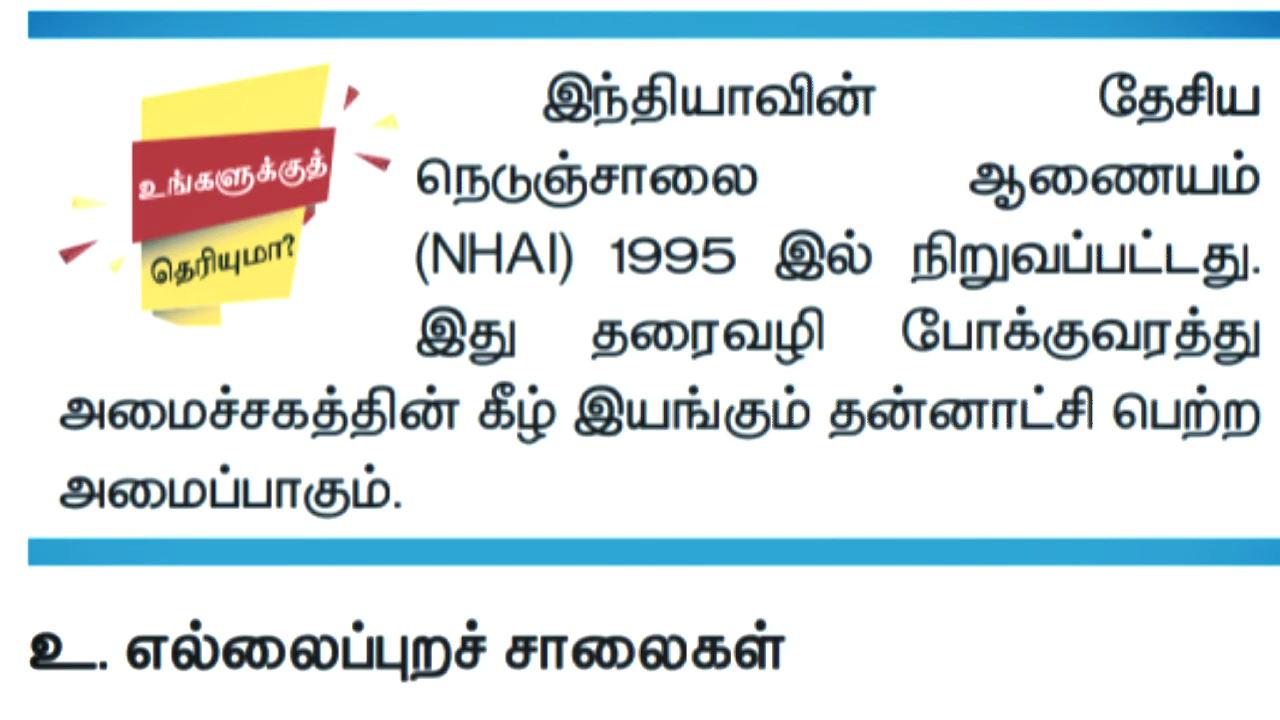 உங்களுக்குத்
தெரியுமா?
இந்தியாவின் தேசிய
நெடுஞ்சாலை ஆணையம்
(NHAI) 1995 இல் நிறுவப்பட்டது.
இது தரைவழி போக்குவரத்து
அமைச்சகத்தின் கீழ் இயங்கும் தன்னாட்சி பெற்ற
அமைப்பாகும்.
உ. எல்லைப்புறச் சாலைகள்